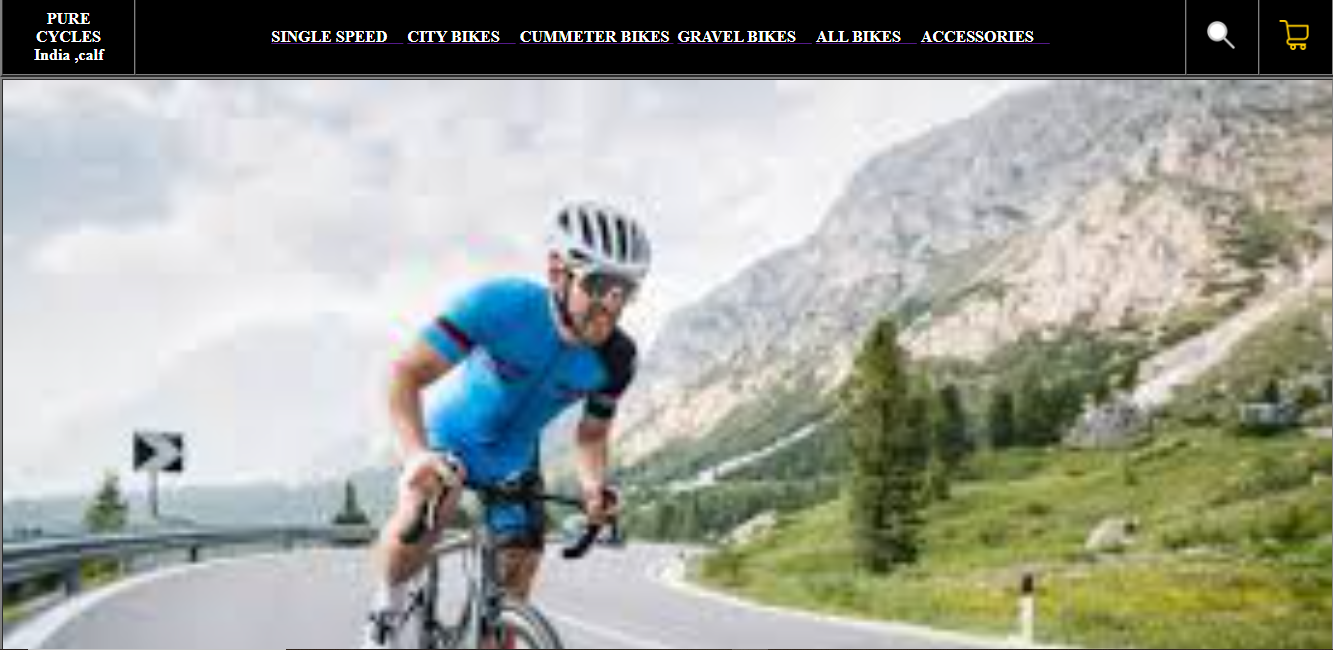 PURE
CYCLES
India ,calf
SINGLE SPEED CITY BIKES CUMMETER BIKES GRAVEL BIKES ALL BIKES ACCESSORIES